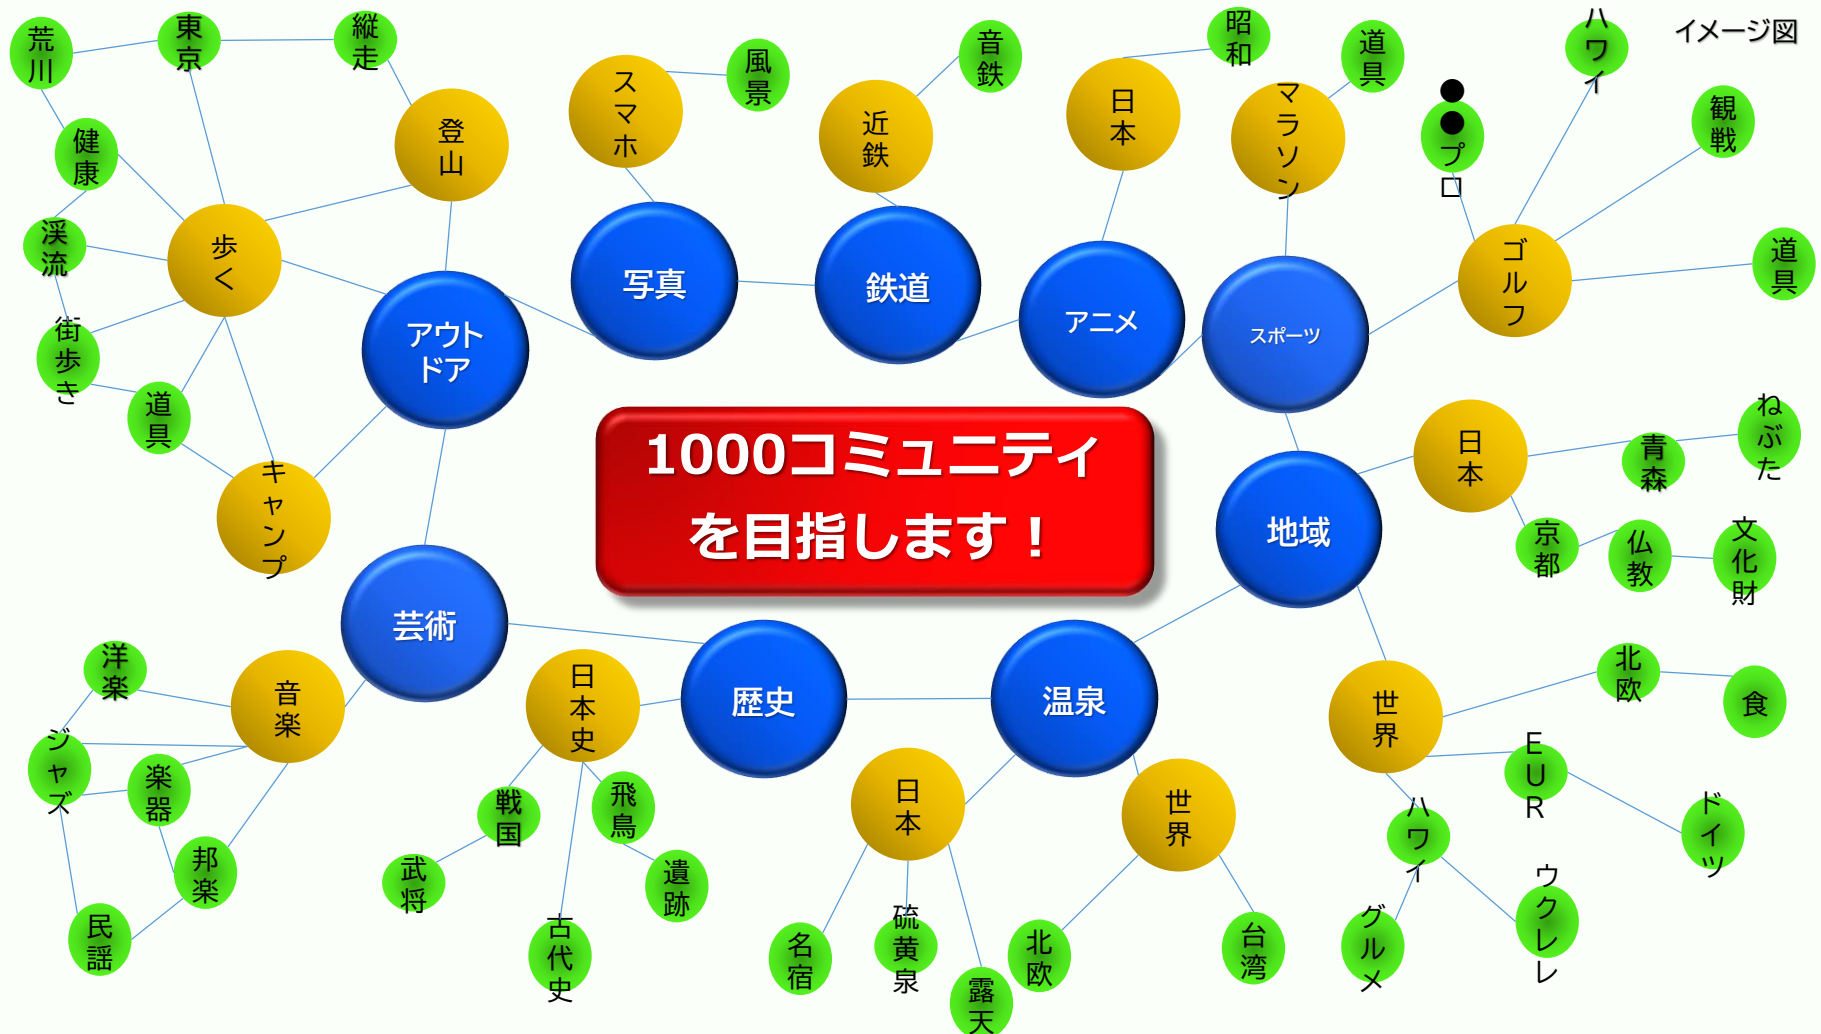 イメージ図
荒川
東京
縦走
健康
登山
渓流
歩く
街歩き
道具
キャンプ
アウト
ドア
スマホ
風景
写真
近鉄
音鉄
鉄道
日本
昭和
アニメ
マラソン
道具
スポーツ
ハワイ
●●プロ
観戦
ゴルフ
道具
1000コミュニティ
を目指します！
地域
日本
青森
ねぶた
京都
仏教
文化財
世界
北欧
食
EUR
ドイツ
ハワイ
グルメ
ウクレレ
温泉
日本
名宿
硫黄泉
露天
世界
北欧
台湾
歴史
日本史
戦国
武将
飛鳥
遺跡
古代史
芸術
音楽
洋楽
ジャズ
楽器
邦楽
民謡